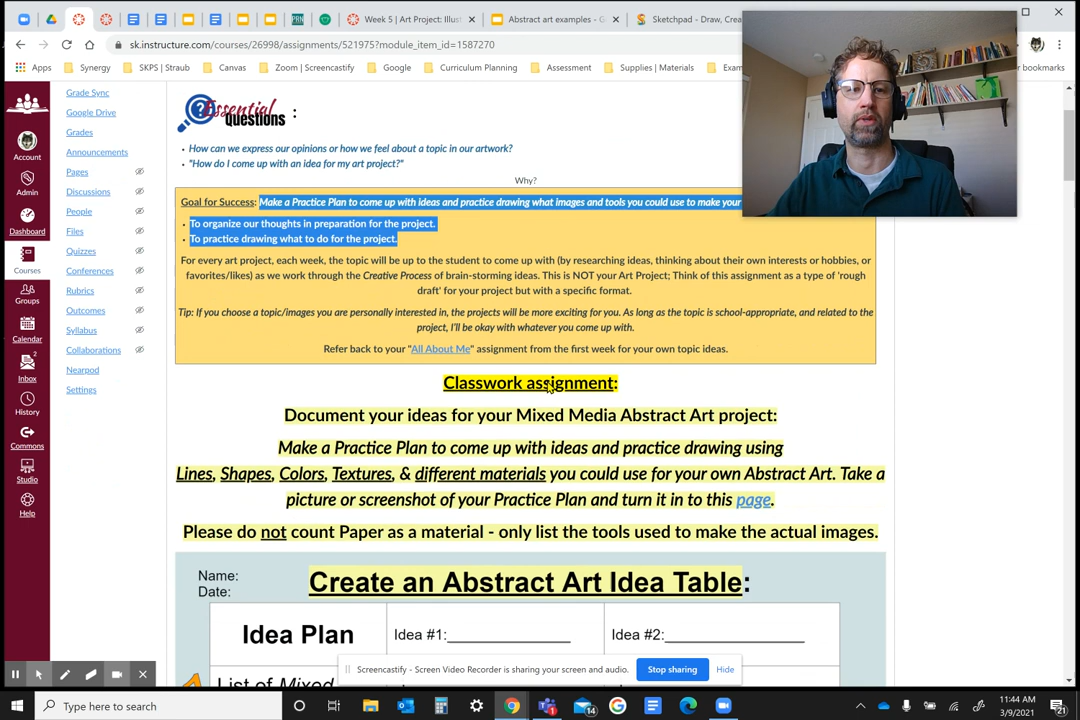 Week 5 | Art Project: Illust
Abstract art examples - G
Sketchpad - Draw, Crea
sk.instructure.com/courses/26998/assignments/521975?module_item_id=1587270
Apps
Synergy
SKPS | Straub
Canvas
Zoom | Screencastify
Google
Curriculum Planning
Assessment
Supplies | Materials
Exam
bookmarks
Account
Admin
Dashboard
Courses
Groups
Calendar
2
Inbox
History
Commons
Studio
Help
Grade Sync
Google Drive
Grades
Announcements
Pages
Discussions
People
Files
Quizzes
Conferences
Rubrics
Outcomes
Syllabus
Collaborations
Nearpod
Settings
Essential
Questions :
• How can we express our opinions or how we feel about a topic in our artwork?
• "How do I come up with an idea for my art project?"
Why?
Goal for Success: Make a Practice Plan to come up with ideas and practice drawing what images and tools you could use to make your
• To organize our thoughts in preparation for the project.
• To practice drawing what to do for the project.
For every art project, each week, the topic will be up to the student to come up with (by researching ideas, thinking about their own interests or hobbies, or
favorites/likes) as we work through the Creative Process of brain-storming ideas. This is NOT your Art Project; Think of this assignment as a type of 'rough
draft' for your project but with a specific format.
Tip: If you choose a topic/images you are personally interested in, the projects will be more exciting for you. As long as the topic is school-appropriate, and related to the
project, I'll be okay with whatever you come up with.
Refer back to your "All About Me" assignment from the first week for your own topic ideas.
Classwork assignment:
Document your ideas for your Mixed Media Abstract Art project:
Make a Practice Plan to come up with ideas and practice drawing using
Lines, Shapes, Colors, Textures, & different materials you could use for your own Abstract Art. Take a
picture or screenshot of your Practice Plan and turn it in to this page.
Please do not count Paper as a material - only list the tools used to make the actual images.
Name:
Date:
Create an Abstract Art Idea Table:
Idea Plan
Idea #1:____________
Idea #2:______________
List of Mixed
Screencastify - Screen Video Recorder is sharing your screen and audio.
Stop sharing
Hide
Type here to search
1
14
11:44 AM
3/9/2021
21